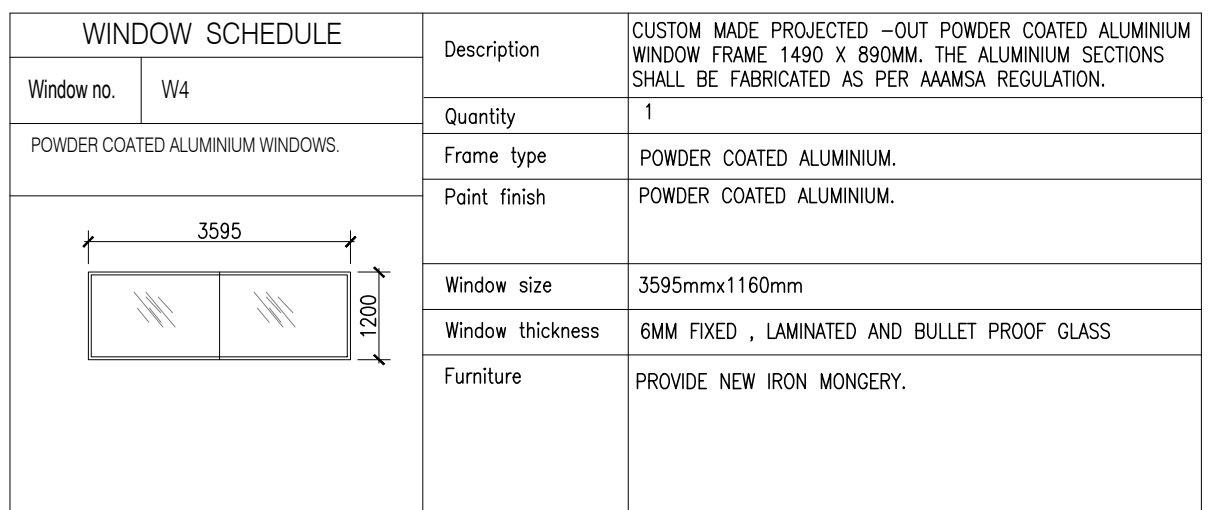 WINDOW SCHEDULE
Window no. W4
POWDER COATED ALUMINIUM WINDOWS.
3595
1200
Description CUSTOM MADE PROJECTED –OUT POWDER COATED ALUMINIUM
WINDOW FRAME 1490 X 890MM. THE ALUMINIUM SECTIONS
SHALL BE FABRICATED AS PER AAAMSA REGULATION.
Quantity 1
Frame type POWDER COATED ALUMINIUM.
Paint finish POWDER COATED ALUMINIUM.
Window size 3595mmx1160mm
Window thickness 6MM FIXED , LAMINATED AND BULLET PROOF GLASS
Furniture PROVIDE NEW IRON MONGERY.